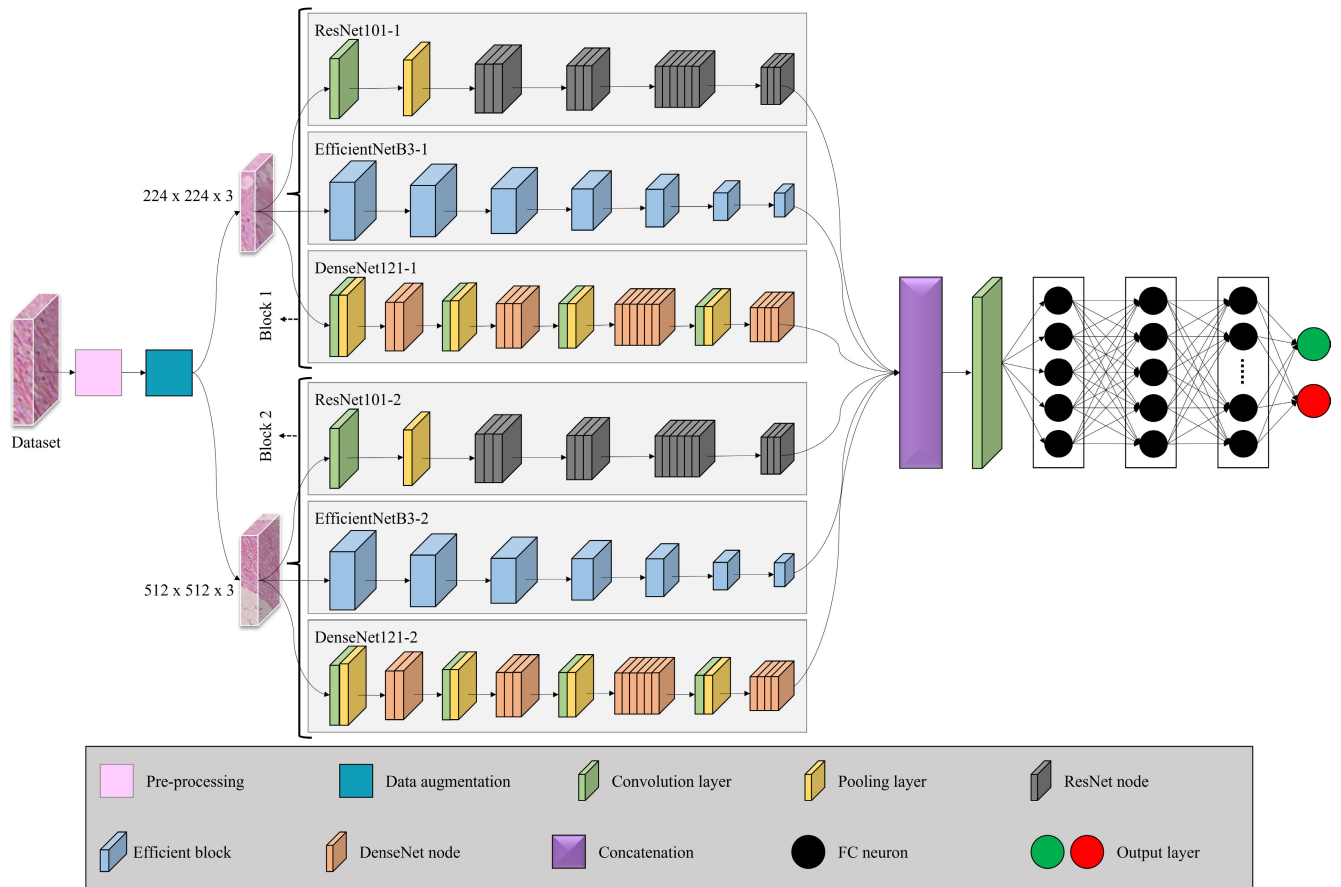 ResNet101-1
EfficientNetB3-1
224 x 224 x 3
DenseNet121-1
Block 1
Dataset
ResNet101-2
Block 2
EfficientNetB3-2
512 x 512 x 3
DenseNet121-2
Pre-processing
Data augmentation
Convolution layer
Pooling layer
ResNet node
Efficient block
DenseNet node
Concatenation
FC neuron
Output layer